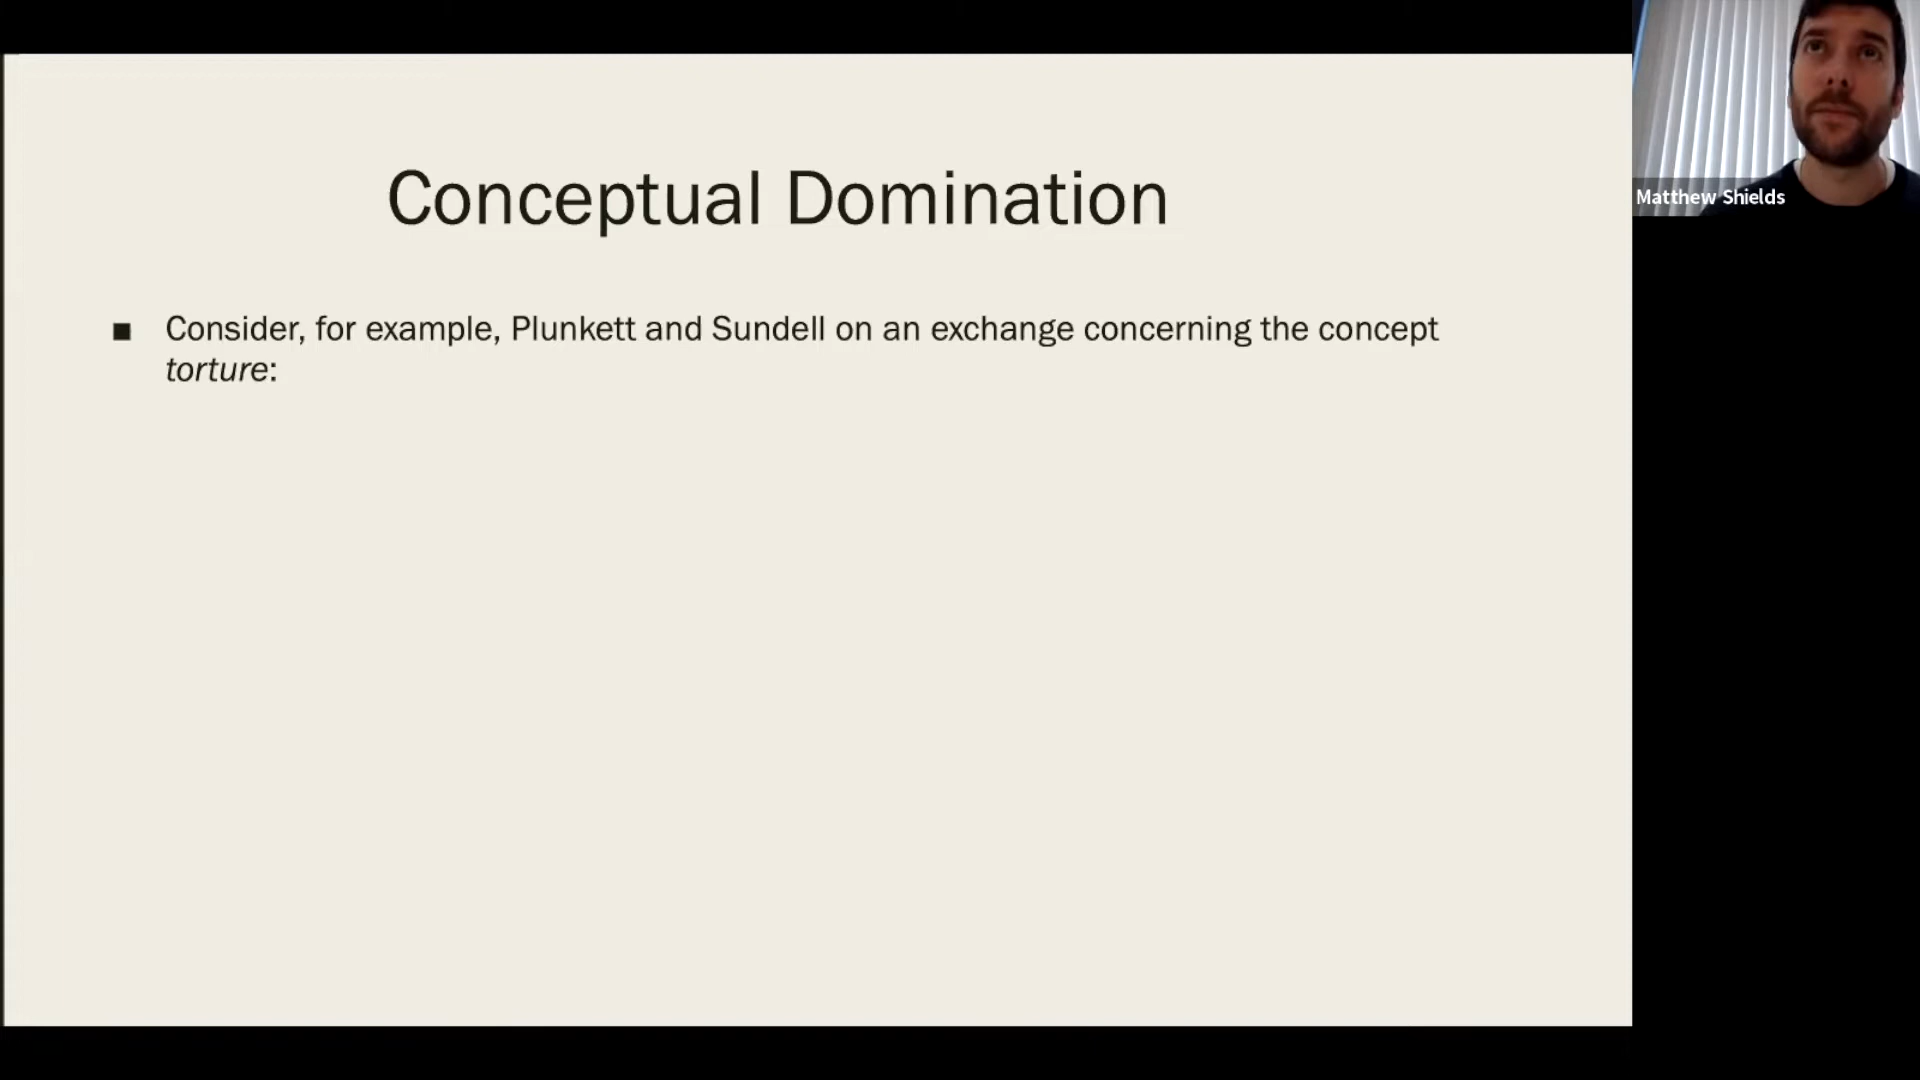 Conceptual Domination
■ Consider, for example, Plunkett and Sundell on an exchange concerning the concept
torture:
Matthew Shields